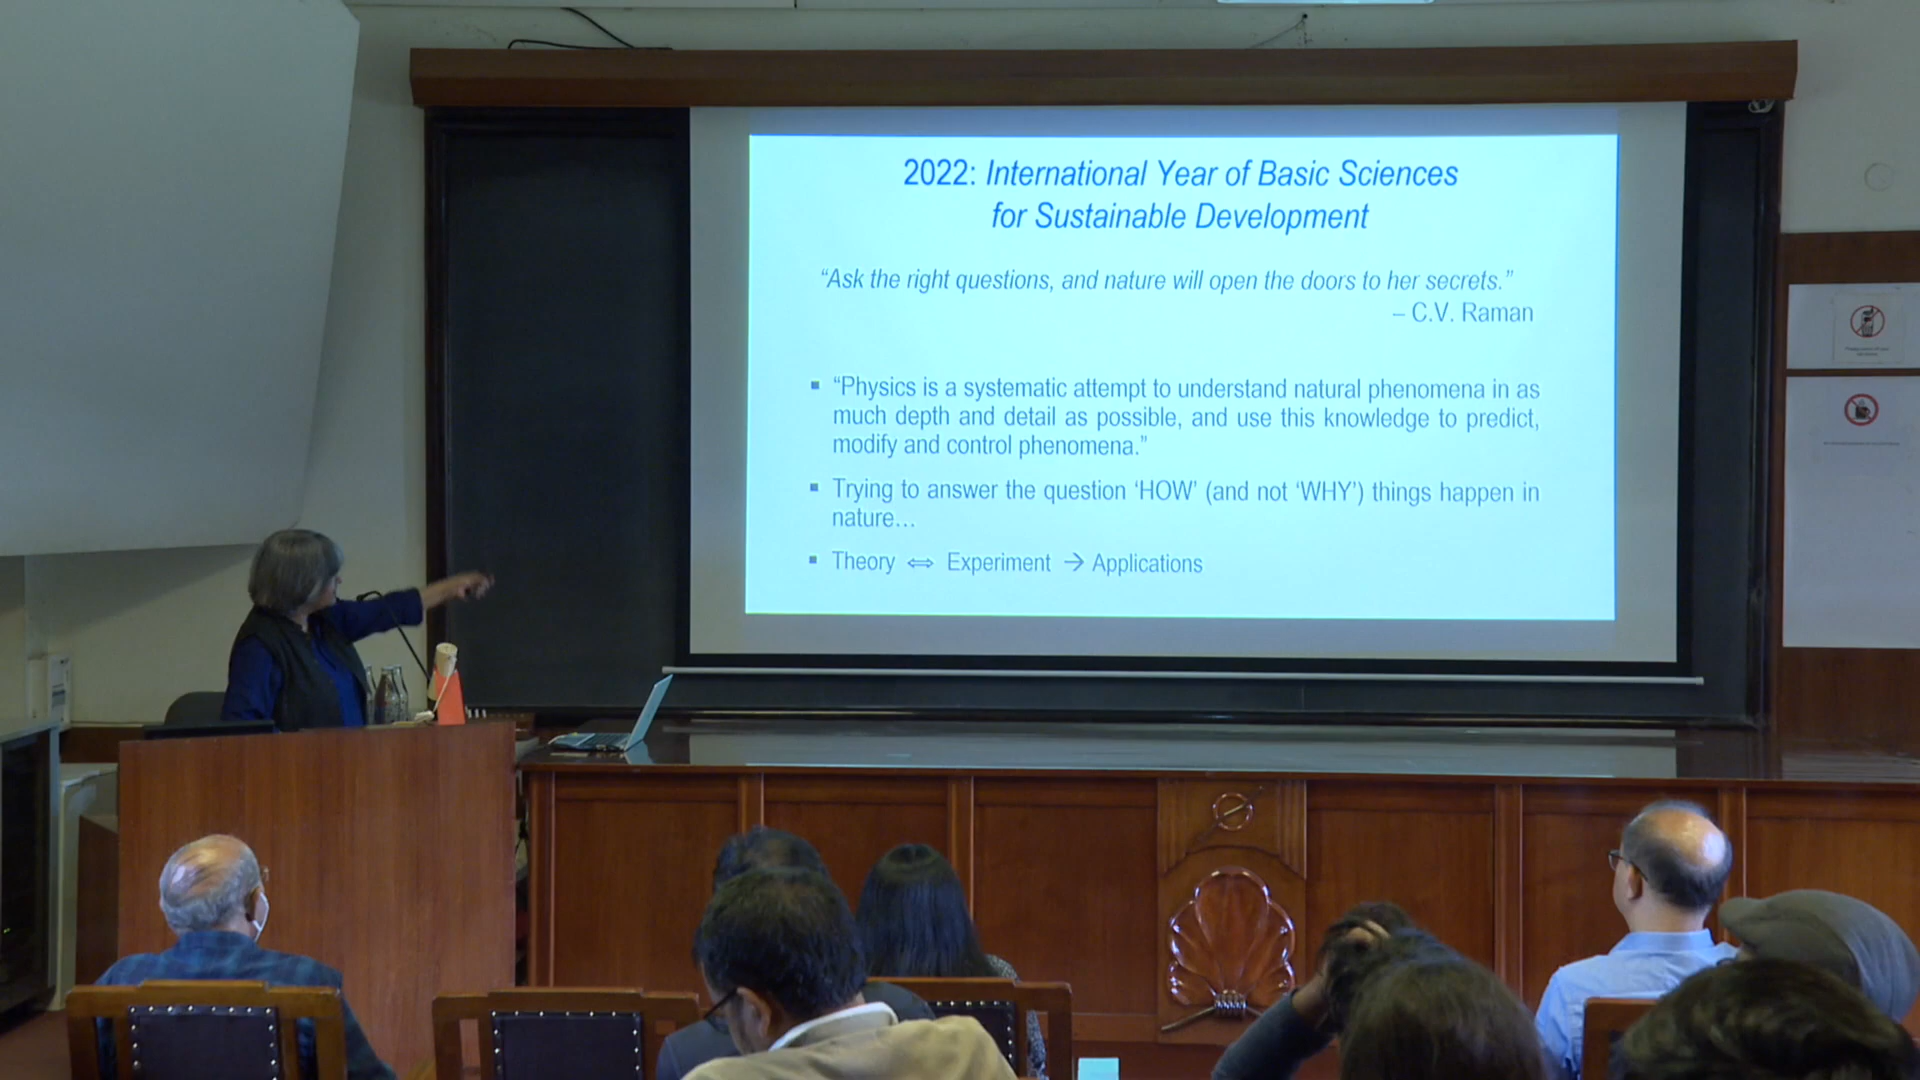 2022: International Year of Basic Sciences
for Sustainable Development
“Ask the right questions, and nature will open the doors to her secrets.”
– C.V. Raman
▪ “Physics is a systematic attempt to understand natural phenomena in as
much depth and detail as possible, and use this knowledge to predict,
modify and control phenomena.”
▪ Trying to answer the question ‘HOW’ (and not ‘WHY’) things happen in
nature…
▪ Theory ⇔ Experiment → Applications